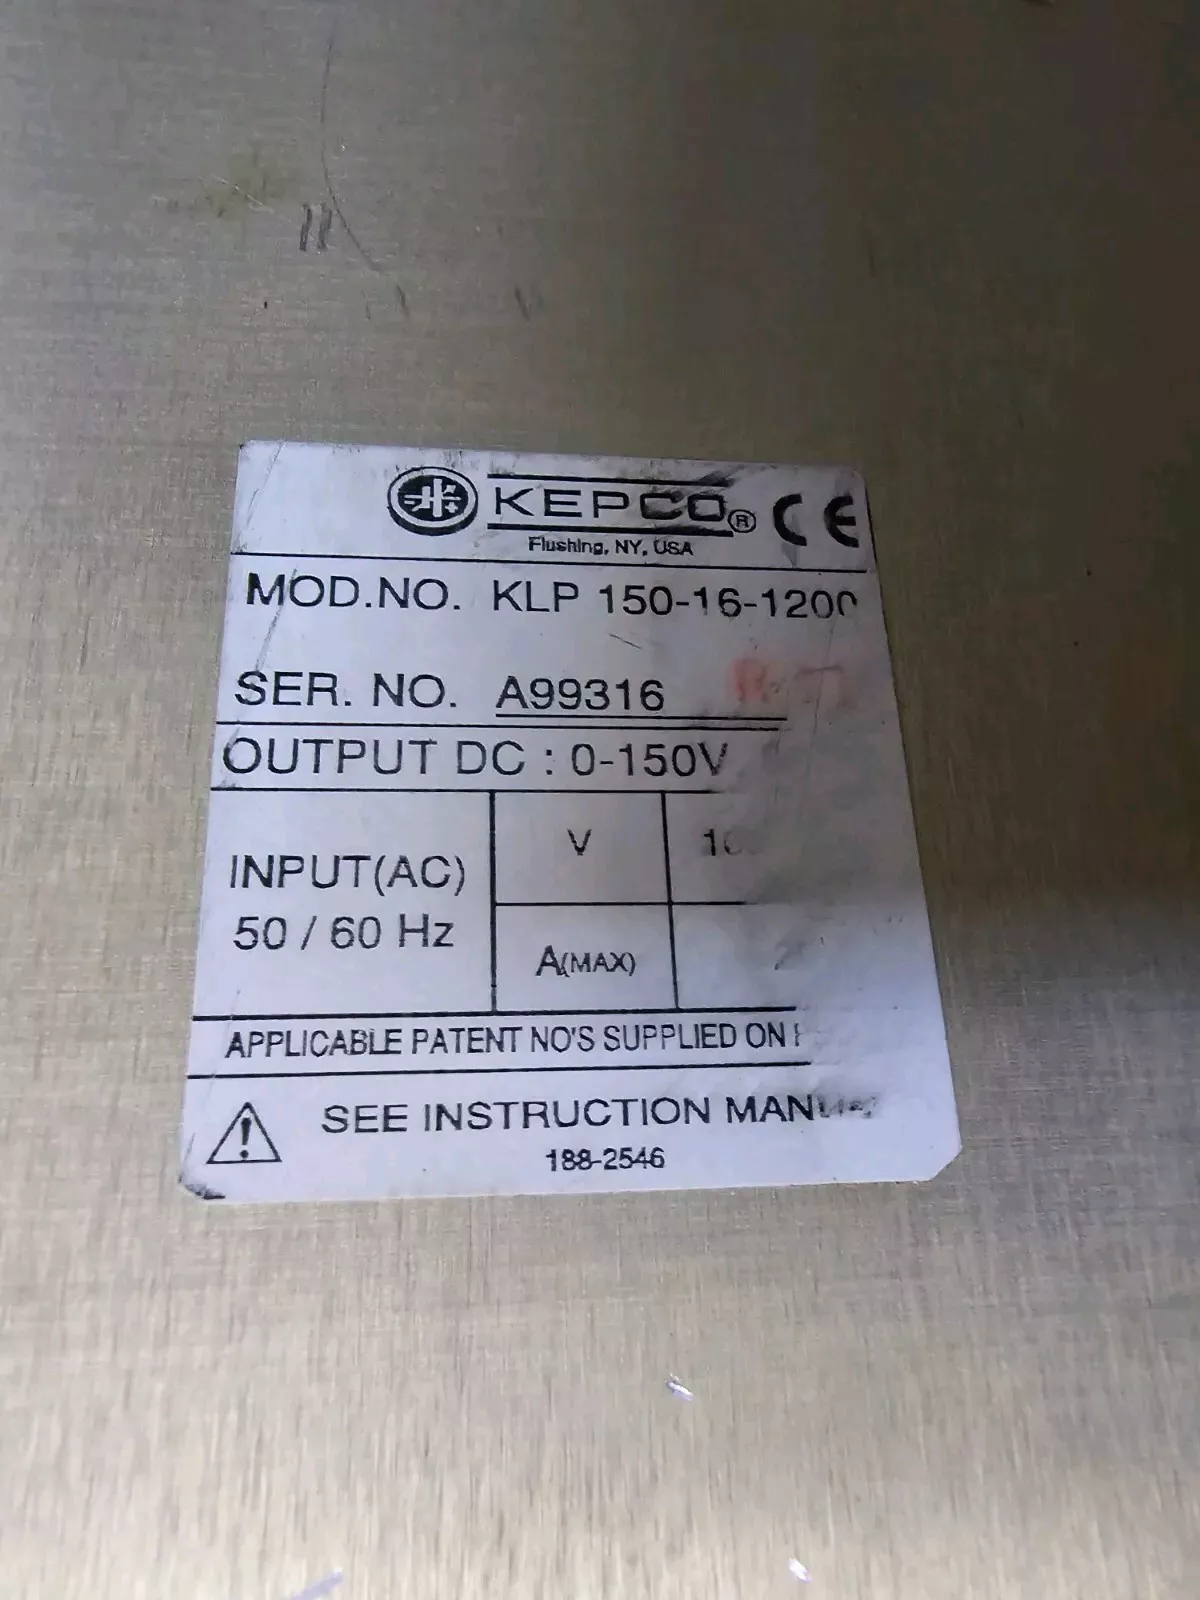 KEPCO® CE
Flushing, NY, USA
MOD.NO. KLP 150-16-1200
SER. NO. A99316
OUTPUT DC : 0-150V
INPUT(AC)
50 / 60 Hz
V
A(MAX)
APPLICABLE PATENT NO'S SUPPLIED ON
SEE INSTRUCTION MANUAL
188-2546